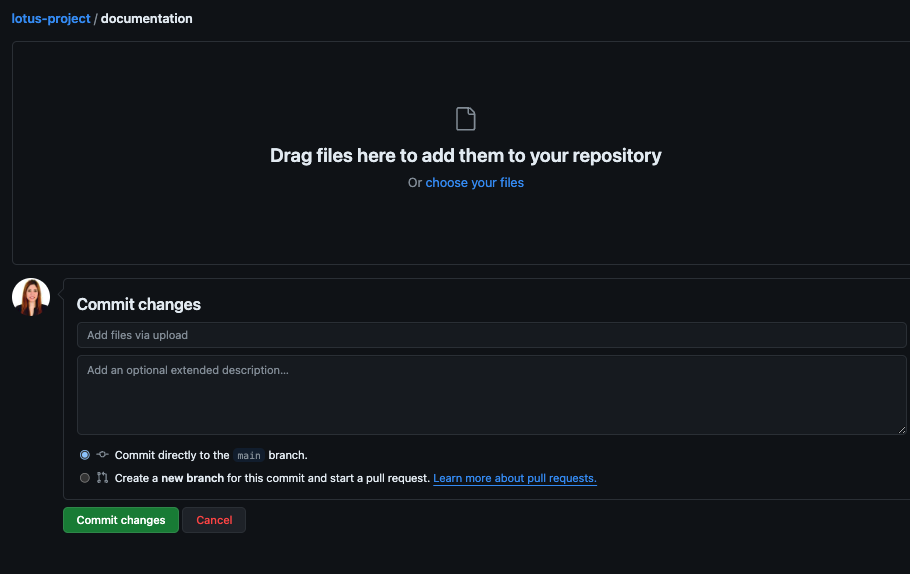 lotus-project / documentation
Drag files here to add them to your repository
Or choose your files
Commit changes
Add files via upload
Add an optional extended description...
Commit directly to the main branch.
Create a new branch for this commit and start a pull request. Learn more about pull requests.
Commit changes Cancel